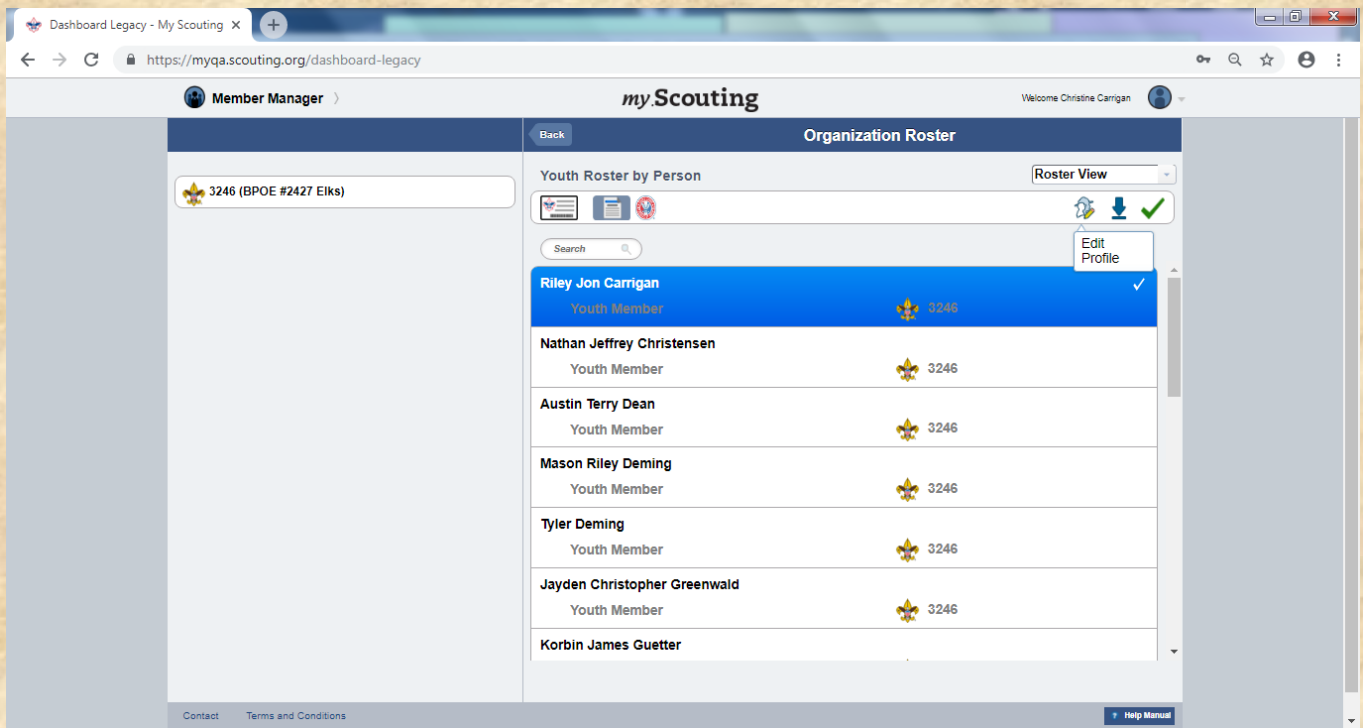 Dashboard Legacy - My Scouting
https://myqa.scouting.org/dashboard-legacy
Member Manager
my.Scouting
Welcome Christine Carrigan
Back
Organization Roster
3246 (BPOE #2427 Elks)
Youth Roster by Person
Roster View
Edit
Profile
Search
Riley Jon Carrigan
Youth Member 3246
Nathan Jeffrey Christensen
Youth Member 3246
Austin Terry Dean
Youth Member 3246
Mason Riley Deming
Youth Member 3246
Tyler Deming
Youth Member 3246
Jayden Christopher Greenwald
Youth Member 3246
Korbin James Guetter
Contact Terms and Conditions
? Help Manual